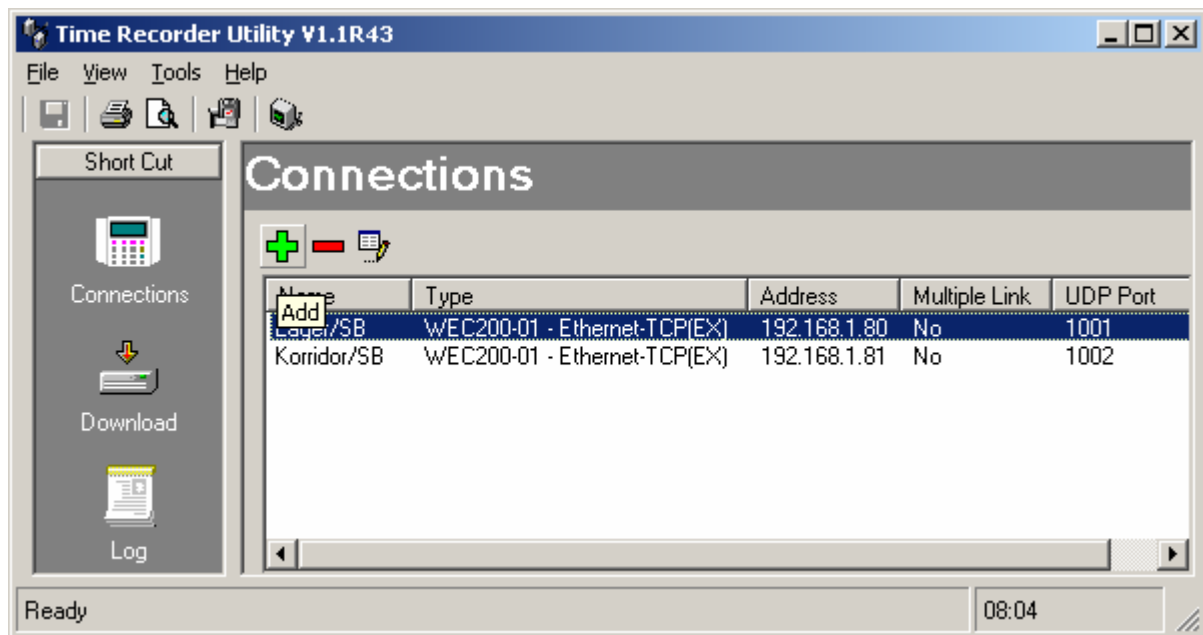 Time Recorder Utility V1.1R43
File View Tools Help
Short Cut
Connections
Download
Log
Connections
Add
Name Type Address Multiple Link UDP Port
Lager/SB WEC200-01 - Ethernet-TCP(EX) 192.168.1.80 No 1001
Korridor/SB WEC200-01 - Ethernet-TCP(EX) 192.168.1.81 No 1002
Ready 08:04